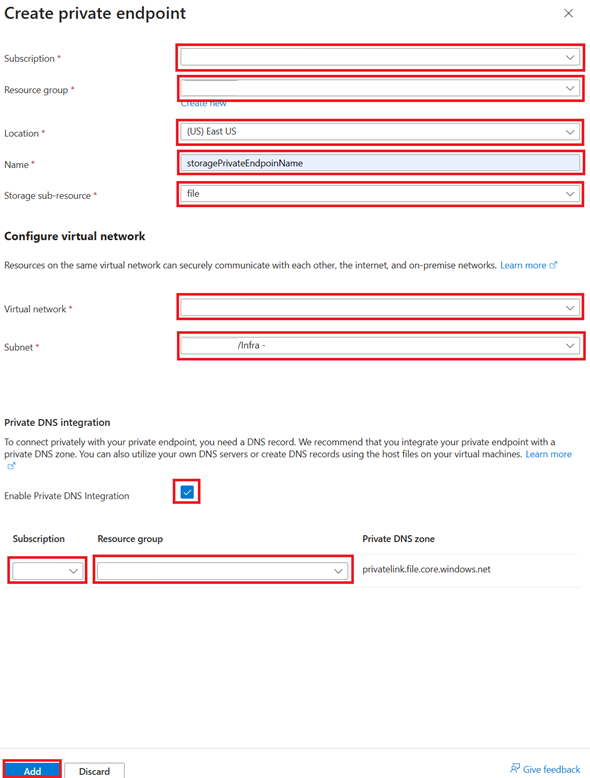 Create private endpoint
Subscription *
Resource group *
Create new
Location *
(US) East US
Name *
storagePrivateEndpoinName
Storage sub-resource *
file
Configure virtual network
Resources on the same virtual network can securely communicate with each other, the internet, and on-premise networks. Learn more
Virtual network *
Subnet *
/Infra -
Private DNS integration
To connect privately with your private endpoint, you need a DNS record. We recommend that you integrate your private endpoint with a
private DNS zone. You can also utilize your own DNS servers or create DNS records using the host files on your virtual machines. Learn more
Enable Private DNS Integration
Subscription Resource group Private DNS zone
privatelink.file.core.windows.net
Add Discard Give feedback